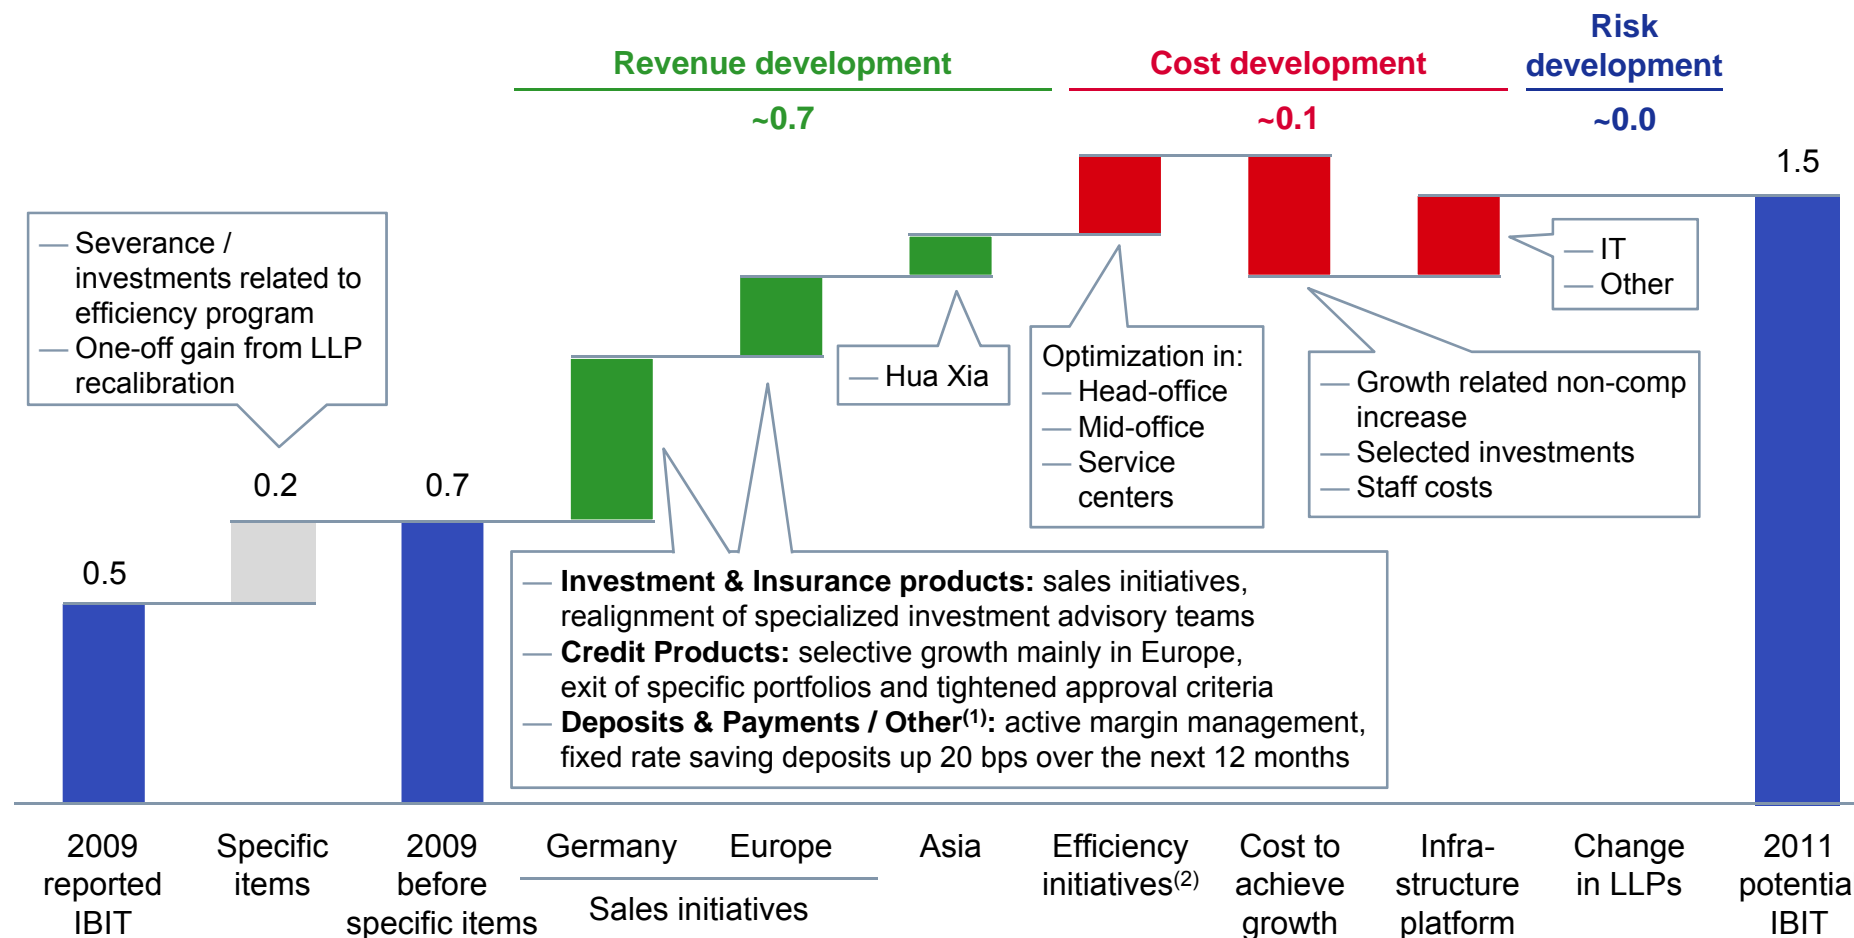 Revenue development
~0.7
Cost development
~0.1
Risk
development
~0.0
1.5
— Severance /
investments related to
efficiency program
— One-off gain from LLP
recalibration
0.5
0.2
0.7
— Hua Xia
Optimization in:
— Head-office
— Mid-office
— Service
centers
— IT
— Other
— Growth related non-comp
increase
— Selected investments
— Staff costs
— Investment & Insurance products: sales initiatives,
realignment of specialized investment advisory teams
— Credit Products: selective growth mainly in Europe,
exit of specific portfolios and tightened approval criteria
— Deposits & Payments / Other(1): active margin management,
fixed rate saving deposits up 20 bps over the next 12 months
2009
reported
IBIT
Specific
items
2009
before
specific items
Germany
Europe
Sales initiatives
Asia
Efficiency
initiatives(2)
Cost to
achieve
growth
Infra-
structure
platform
Change
in LLPs
2011
potentia
IBIT